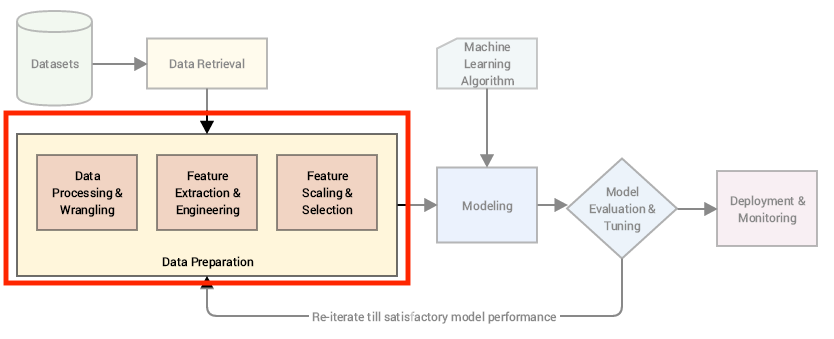 Datasets
Data Retrieval
Machine
Learning
Algorithm
Data
Processing &
Wrangling
Feature
Extraction &
Engineering
Feature
Scaling &
Selection
Data Preparation
Modeling
Model
Evaluation &
Tuning
Deployment &
Monitoring
Re-iterate till satisfactory model performance